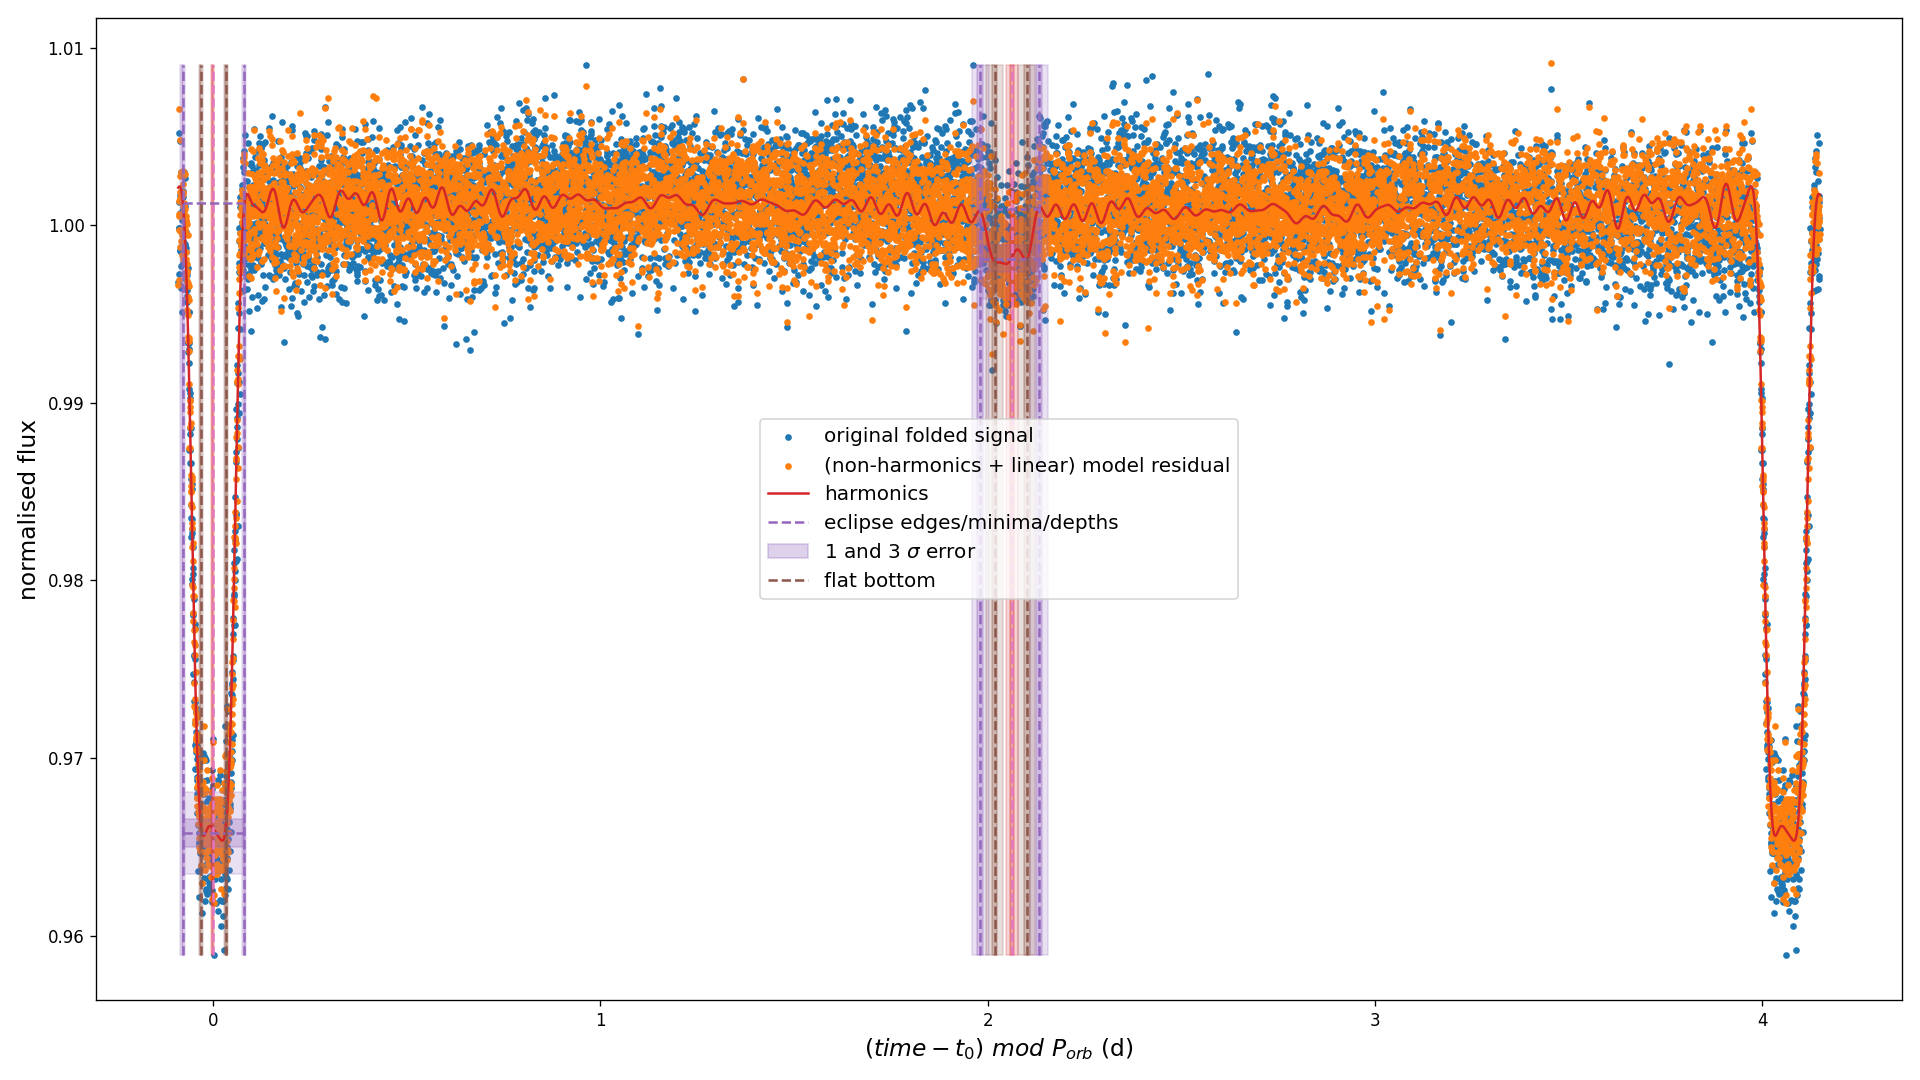 1.01
1.00
0.99
0.98
0.97
0.96
normalised flux
original folded signal
(non-harmonics + linear) model residual
harmonics
eclipse edges/minima/depths
1 and 3 σ error
flat bottom
0 1 2 3 4
(time − t₀) mod P_orb (d)